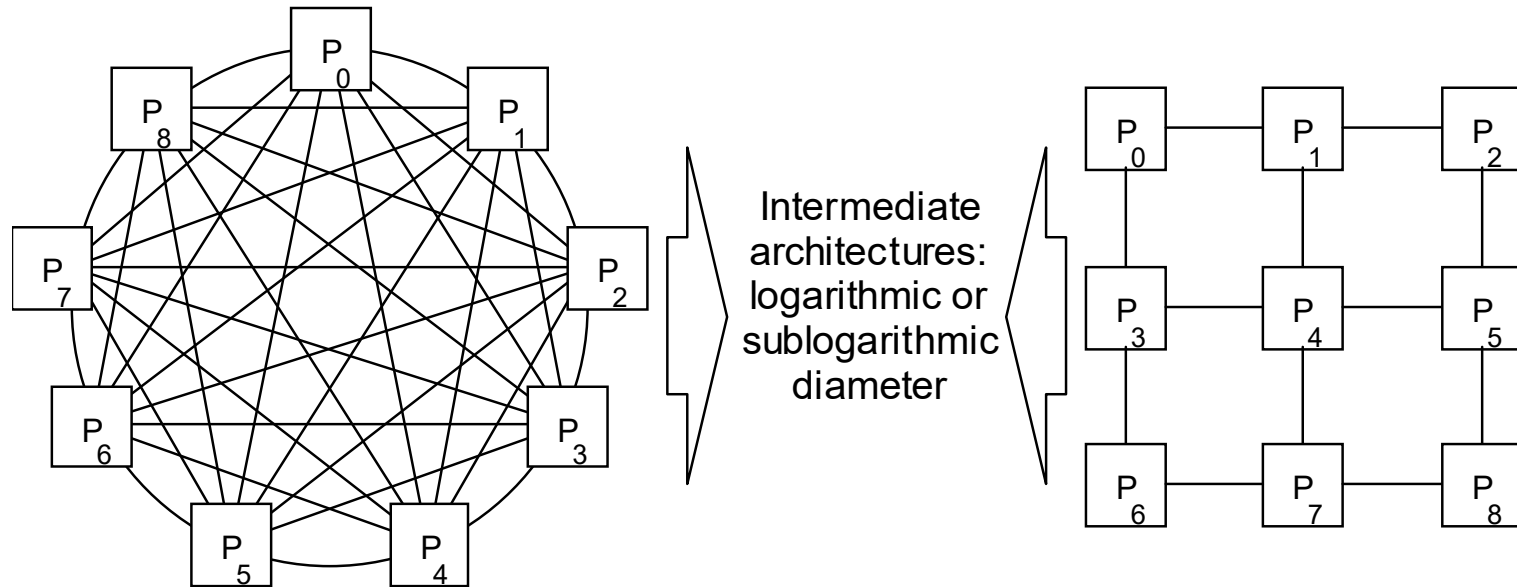 P0
P8
P1
P7
P2
P6
P3
P5
P4
Intermediate
architectures:
logarithmic or
sublogarithmic
diameter
P0
P1
P2
P3
P4
P5
P6
P7
P8